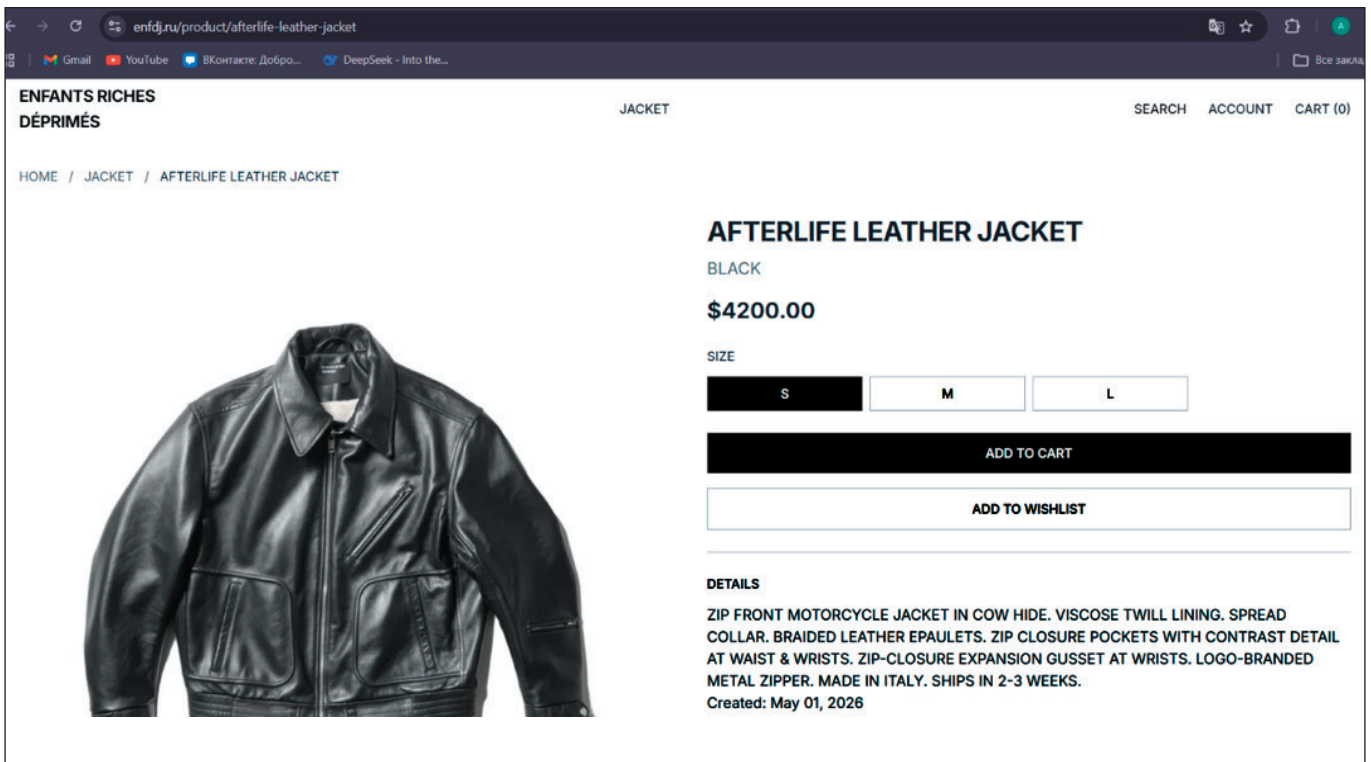 enfdj.ru/product/afterlife-leather-jacket
A
Gmail YouTube ВКонтакте: Добро... DeepSeek - Into the...
Все закла
ENFANTS RICHES
DÉPRIMÉS
JACKET
SEARCH ACCOUNT CART (0)
HOME / JACKET / AFTERLIFE LEATHER JACKET
AFTERLIFE LEATHER JACKET
BLACK
$4200.00
SIZE
S M L
ADD TO CART
ADD TO WISHLIST
DETAILS
ZIP FRONT MOTORCYCLE JACKET IN COW HIDE. VISCOSE TWILL LINING. SPREAD
COLLAR. BRAIDED LEATHER EPAULETS. ZIP CLOSURE POCKETS WITH CONTRAST DETAIL
AT WAIST & WRISTS. ZIP-CLOSURE EXPANSION GUSSET AT WRISTS. LOGO-BRANDED
METAL ZIPPER. MADE IN ITALY. SHIPS IN 2-3 WEEKS.
Created: May 01, 2026